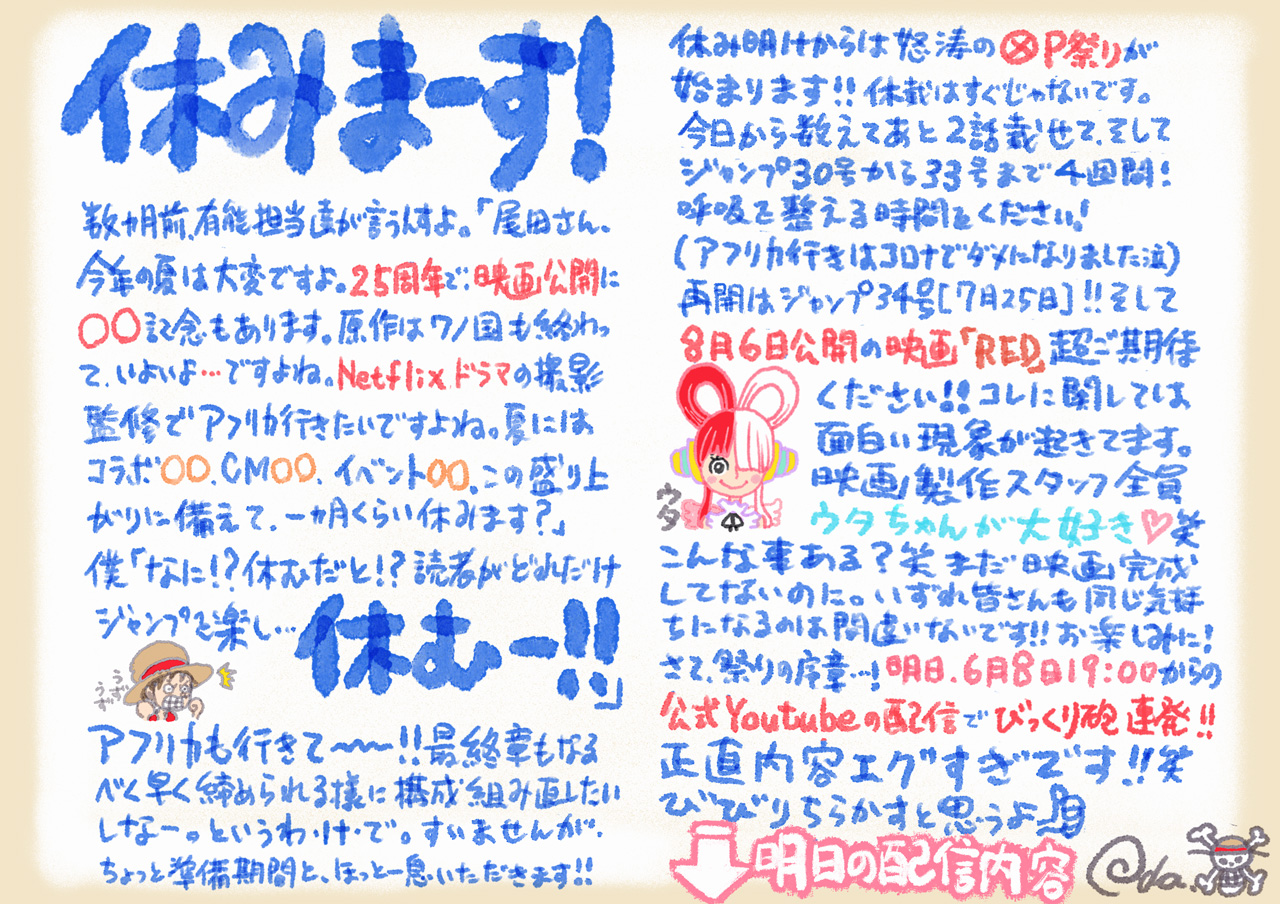 休みまーす!
数ヵ月前、有能担当達が言うんすよ。「尾田さん、
今年の夏は大変ですよ。25周年で、映画公開に
○○記念もあります。原作はワノ国も終わっ
て、いよいよ…ですよね。Netflixドラマの撮影
監修でアフリカ行きたいですよね。夏には
コラボ○○、CM○○、イベント○○、この盛り上
がりに備えて、一ヵ月くらい休みます?」
僕「なに!?休むだと!?読者がどれだけ
ジャンプを楽し…休むー!!」
うずうず
アフリカも行きて〜〜!!最終章もなる
べく早く締められる様に構成組み直したい
しなー。というわ・け・で。すいませんが、
ちょっと準備期間と、ほっと一息いただきます!!
休み明けからは怒涛の⊗P祭りが
始まります!!休載はすぐじゃないです。
今日から数えてあと2話載せて、そして
ジャンプ30号から33号まで4週間!
呼吸を整える時間をください!
(アフリカ行きはコロナでダメになりました泣)
再開はジャンプ34号[7月25日]!!そして
8月6日公開の映画「RED」超ご期待
ください!!コレに関しては
面白い現象が起きてます。
映画製作スタッフ全員
ウタちゃんが大好き♡笑
ウタ
こんな事ある?笑 まだ映画完成
してないのに。いずれ皆さんも同じ気持
ちになるのは間違いないです!!お楽しみに!
さて、祭りの序章…!明日、6月8日19:00からの
公式Youtubeの配信でびっくり砲連発!!
正直内容エグすぎです!!笑
びびりちらかすと思うよ
明日の配信内容
Oda.